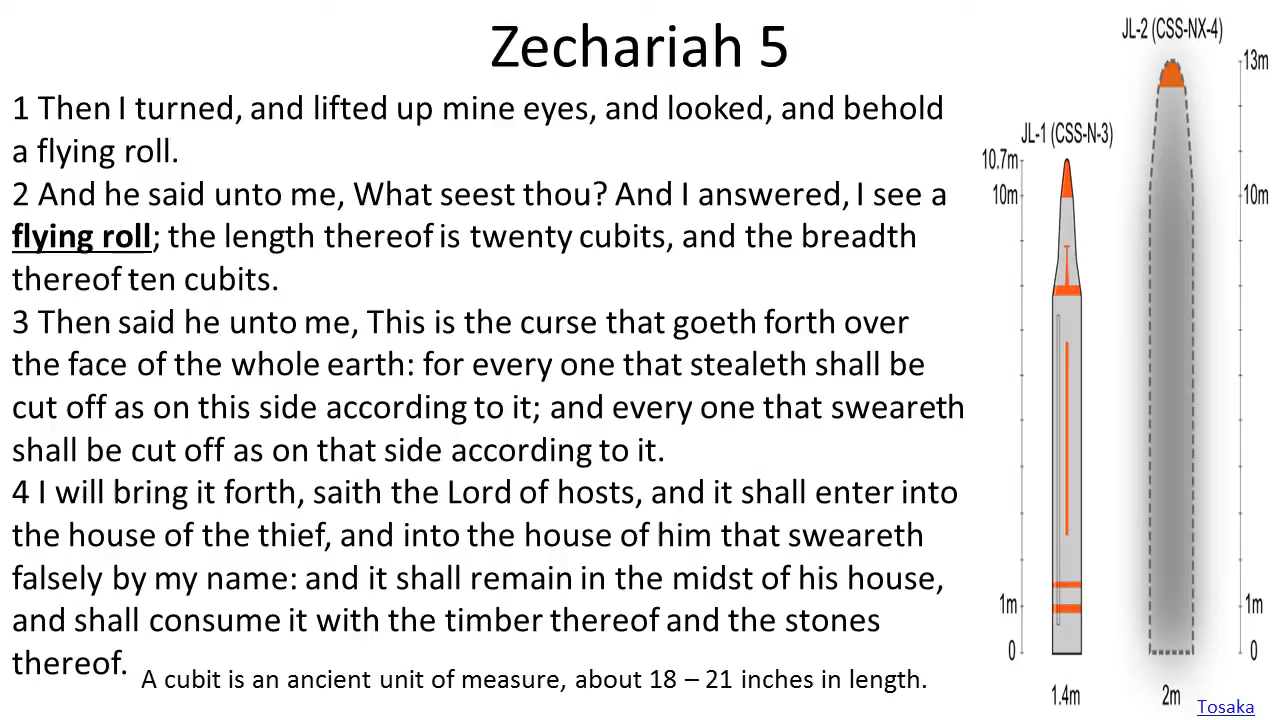 Zechariah 5
1 Then I turned, and lifted up mine eyes, and looked, and behold
a flying roll.
2 And he said unto me, What seest thou? And I answered, I see a
flying roll; the length thereof is twenty cubits, and the breadth
thereof ten cubits.
3 Then said he unto me, This is the curse that goeth forth over
the face of the whole earth: for every one that stealeth shall be
cut off as on this side according to it; and every one that sweareth
shall be cut off as on that side according to it.
4 I will bring it forth, saith the Lord of hosts, and it shall enter into
the house of the thief, and into the house of him that sweareth
falsely by my name: and it shall remain in the midst of his house,
and shall consume it with the timber thereof and the stones
thereof.
A cubit is an ancient unit of measure, about 18 – 21 inches in length.
JL-2 (CSS-NX-4)
13m
JL-1 (CSS-N-3)
10.7m
10m
10m
1m
1m
0
0
1.4m
2m
Tosaka